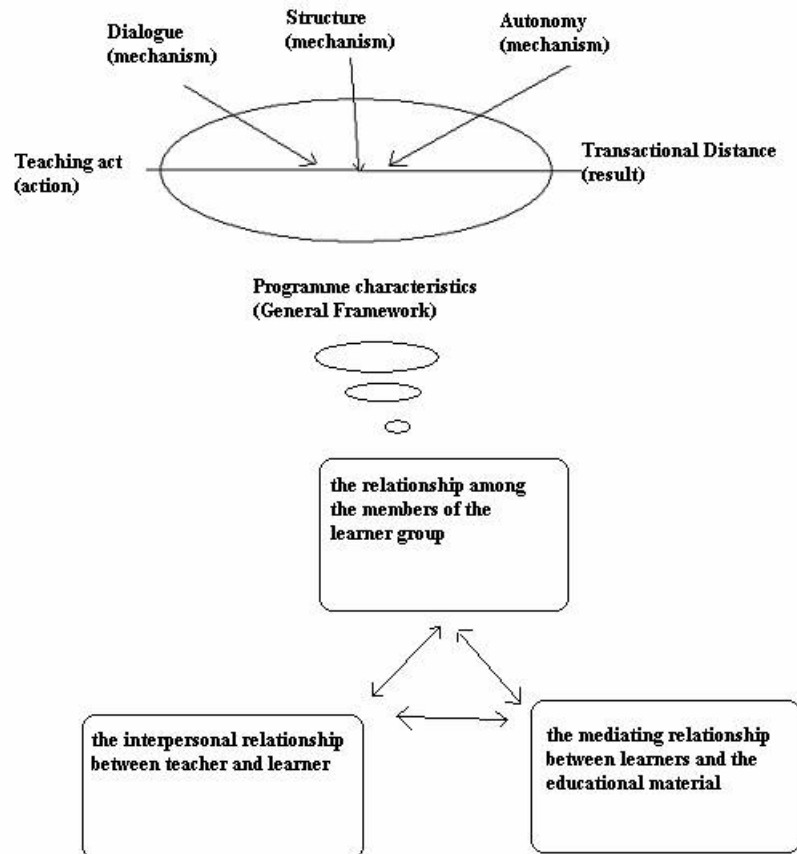 Structure
(mechanism)
Dialogue
(mechanism)
Autonomy
(mechanism)
Teaching act
(action)
Transactional Distance
(result)
Programme characteristics
(General Framework)
the relationship among
the members of the
learner group
the interpersonal relationship
between teacher and learner
the mediating relationship
between learners and the
educational material